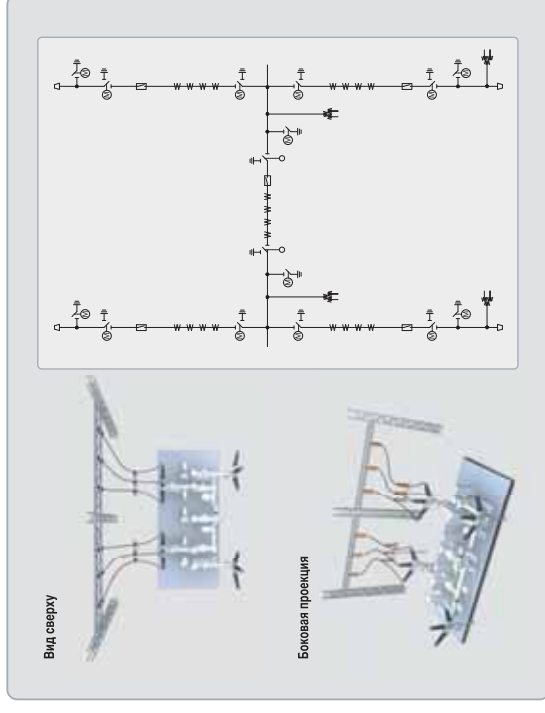 Вид сверху
Боковая проекция